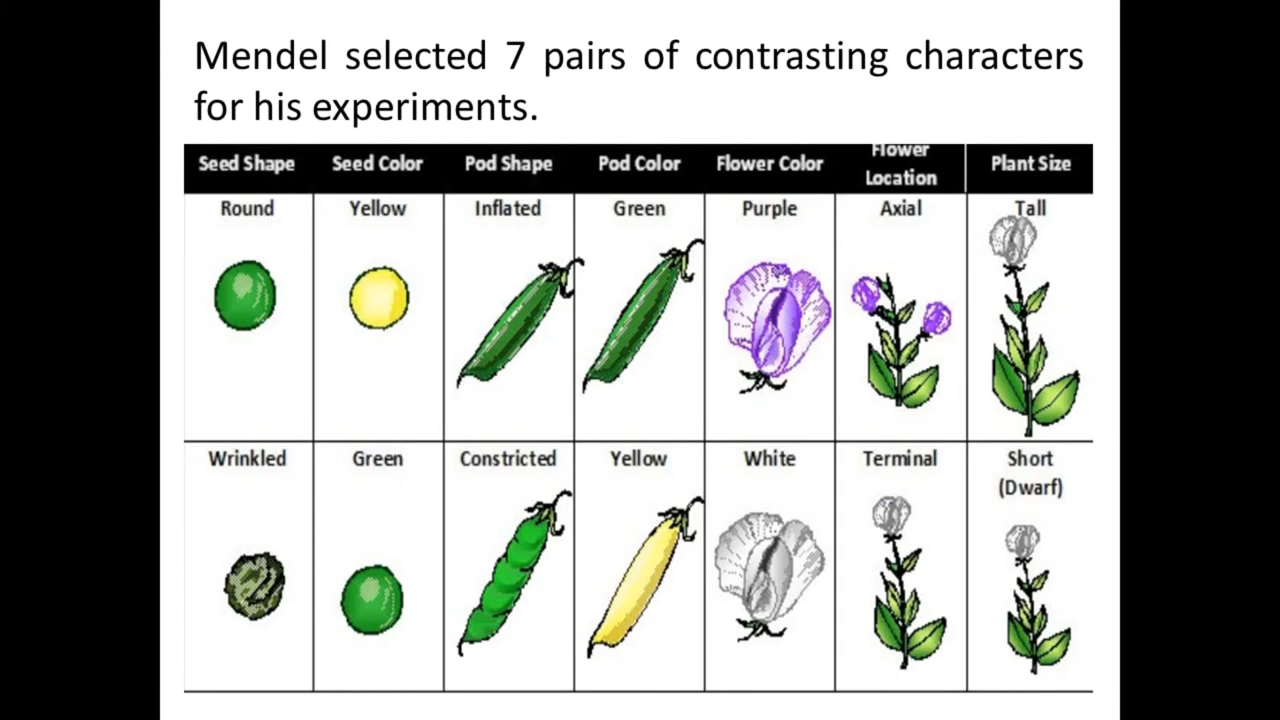 Mendel selected 7 pairs of contrasting characters
for his experiments.
Seed Shape Seed Color Pod Shape Pod Color Flower Color Flower Location Plant Size
Round Yellow Inflated Green Purple Axial Tall
Wrinkled Green Constricted Yellow White Terminal Short
(Dwarf)